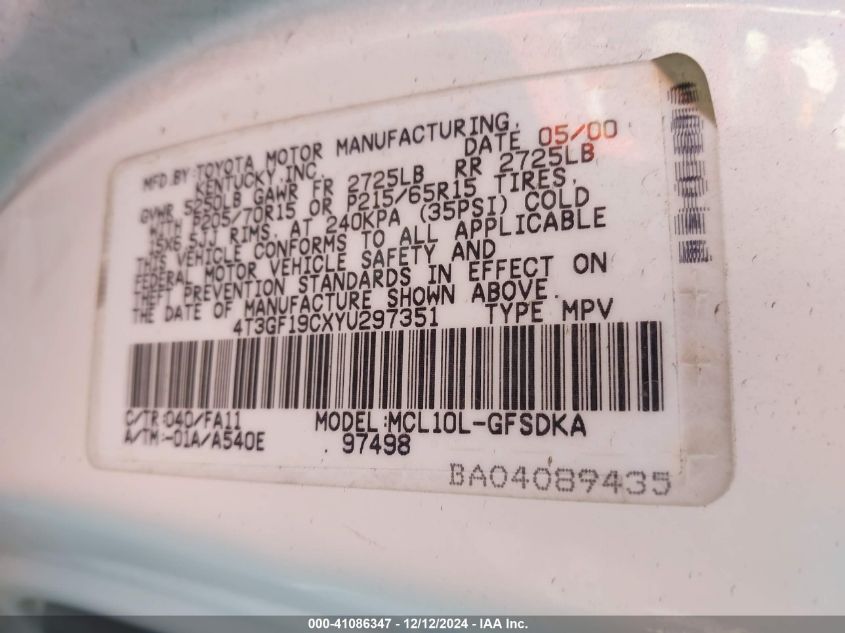 MFD.BY:TOYOTA MOTOR MANUFACTURING,
KENTUCKY,INC. DATE 05/00
GVWR 5250LB GAWR FR 2725LB RR 2725LB
WITH P205/70R15 OR P215/65R15 TIRES,
15X6.5JJ RIMS, AT 240KPA (35PSI) COLD
THIS VEHICLE CONFORMS TO ALL APPLICABLE
FEDERAL MOTOR VEHICLE SAFETY AND
THEFT PREVENTION STANDARDS IN EFFECT ON
THE DATE OF MANUFACTURE SHOWN ABOVE.
4T3GF19CXYU297351 TYPE MPV
C/TR:040/FA11 MODEL:MCL10L-GFSDKA
A/TM:-01A/A540E 97498
BA04089435
000-41086347 / 12/12/2024 - IAA Inc.